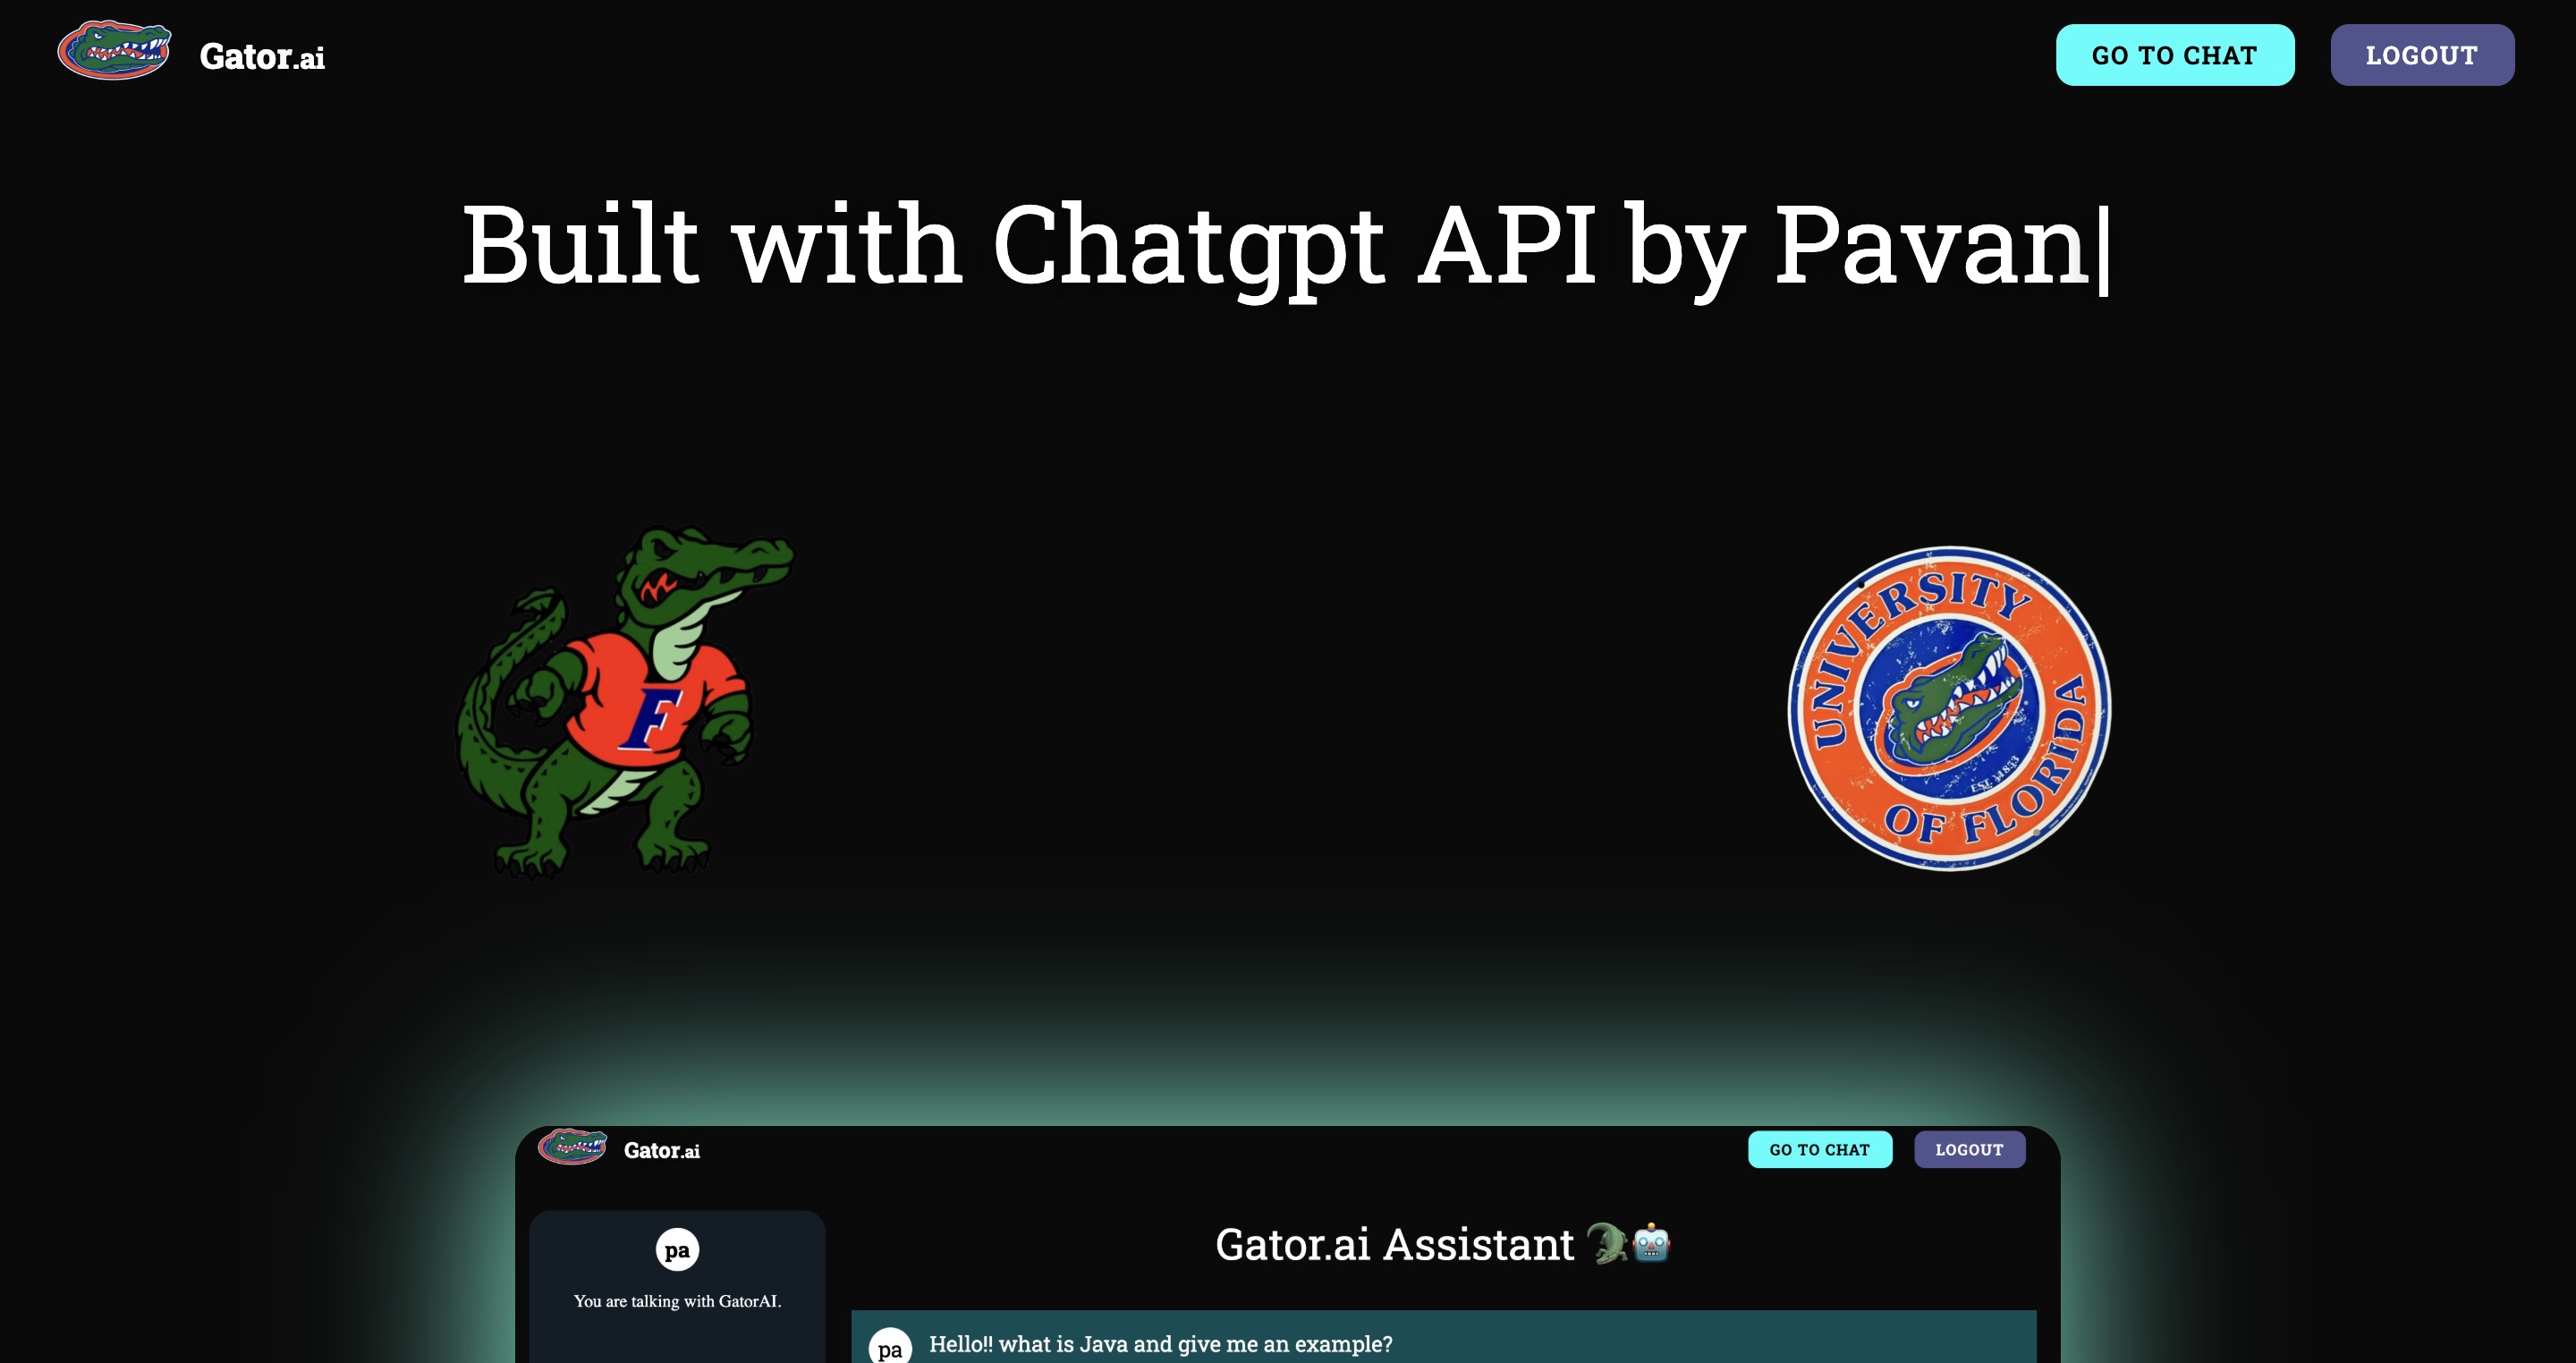 Gator.ai
GO TO CHAT
LOGOUT
Built with Chatgpt API by Pavan|
F
UNIVERSITY
OF FLORIDA
EST. 1853
Gator.ai
GO TO CHAT
LOGOUT
pa
You are talking with GatorAI.
Gator.ai Assistant 🐊🤖
pa
Hello!! what is Java and give me an example?